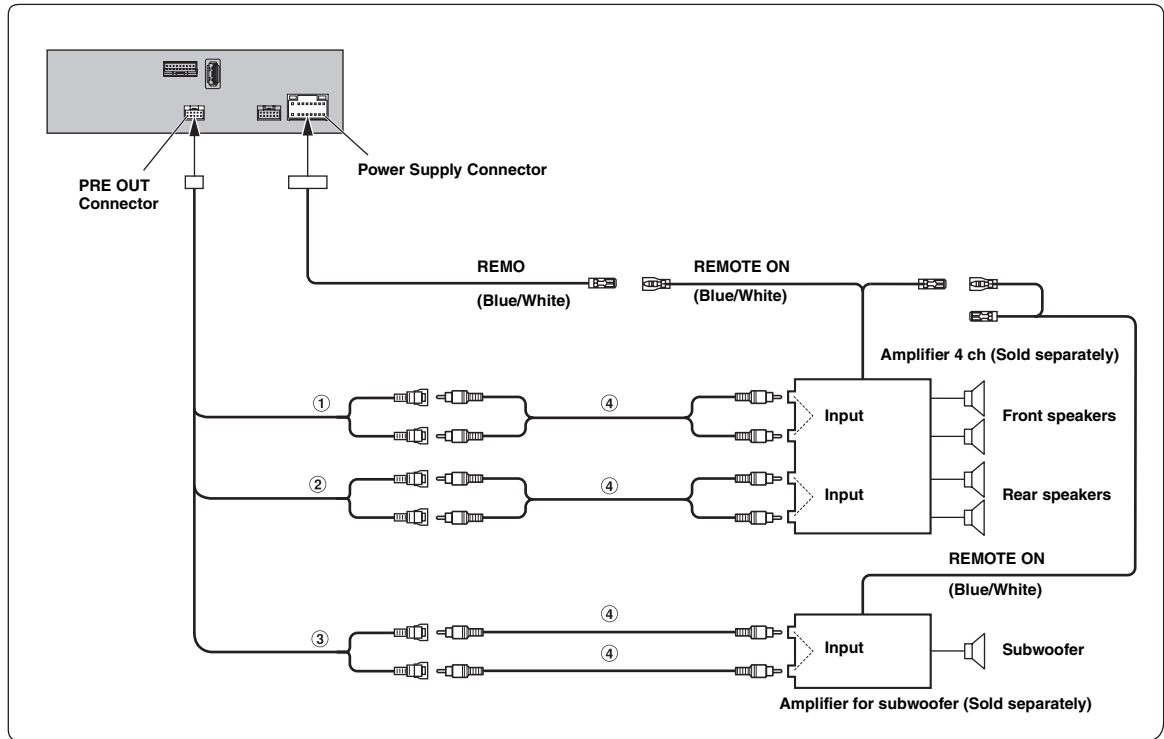 PRE OUT
Connector
Power Supply Connector
REMO
(Blue/White)
REMOTE ON
(Blue/White)
Amplifier 4 ch (Sold separately)
①
④
Input
Front speakers
②
④
Input
Rear speakers
REMOTE ON
(Blue/White)
③
④
④
Input
Subwoofer
Amplifier for subwoofer (Sold separately)